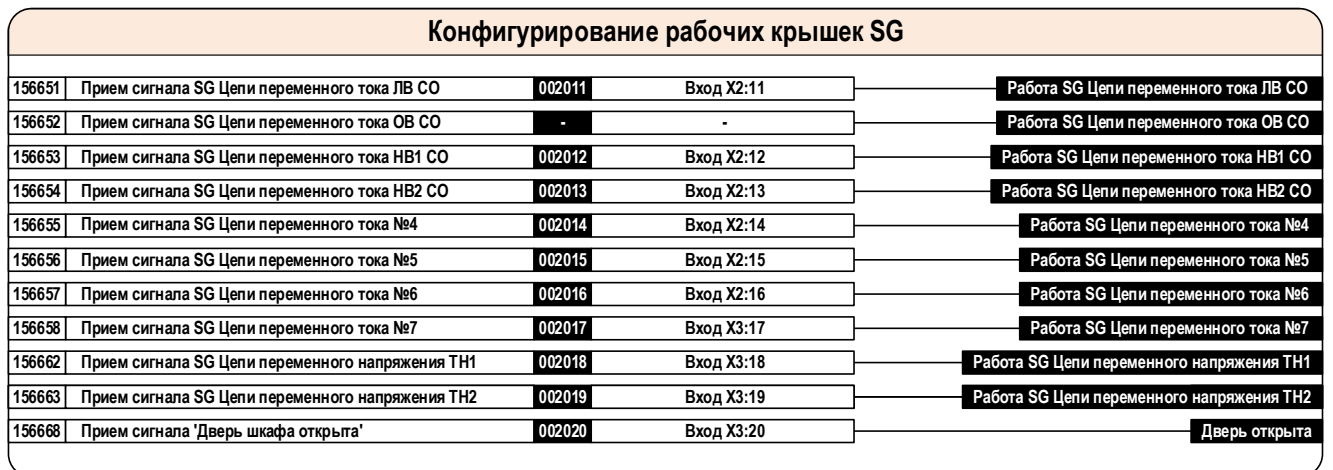 Конфигурирование рабочих крышек SG
156651 Прием сигнала SG Цепи переменного тока ЛВ СО 002011 Вход X2:11 Работа SG Цепи переменного тока ЛВ СО
156652 Прием сигнала SG Цепи переменного тока ОВ СО - - Работа SG Цепи переменного тока ОВ СО
156653 Прием сигнала SG Цепи переменного тока НВ1 СО 002012 Вход X2:12 Работа SG Цепи переменного тока НВ1 СО
156654 Прием сигнала SG Цепи переменного тока НВ2 СО 002013 Вход X2:13 Работа SG Цепи переменного тока НВ2 СО
156655 Прием сигнала SG Цепи переменного тока №4 002014 Вход X2:14 Работа SG Цепи переменного тока №4
156656 Прием сигнала SG Цепи переменного тока №5 002015 Вход X2:15 Работа SG Цепи переменного тока №5
156657 Прием сигнала SG Цепи переменного тока №6 002016 Вход X2:16 Работа SG Цепи переменного тока №6
156658 Прием сигнала SG Цепи переменного тока №7 002017 Вход X3:17 Работа SG Цепи переменного тока №7
156662 Прием сигнала SG Цепи переменного напряжения ТН1 002018 Вход X3:18 Работа SG Цепи переменного напряжения ТН1
156663 Прием сигнала SG Цепи переменного напряжения ТН2 002019 Вход X3:19 Работа SG Цепи переменного напряжения ТН2
156668 Прием сигнала 'Дверь шкафа открыта' 002020 Вход X3:20 Дверь открыта